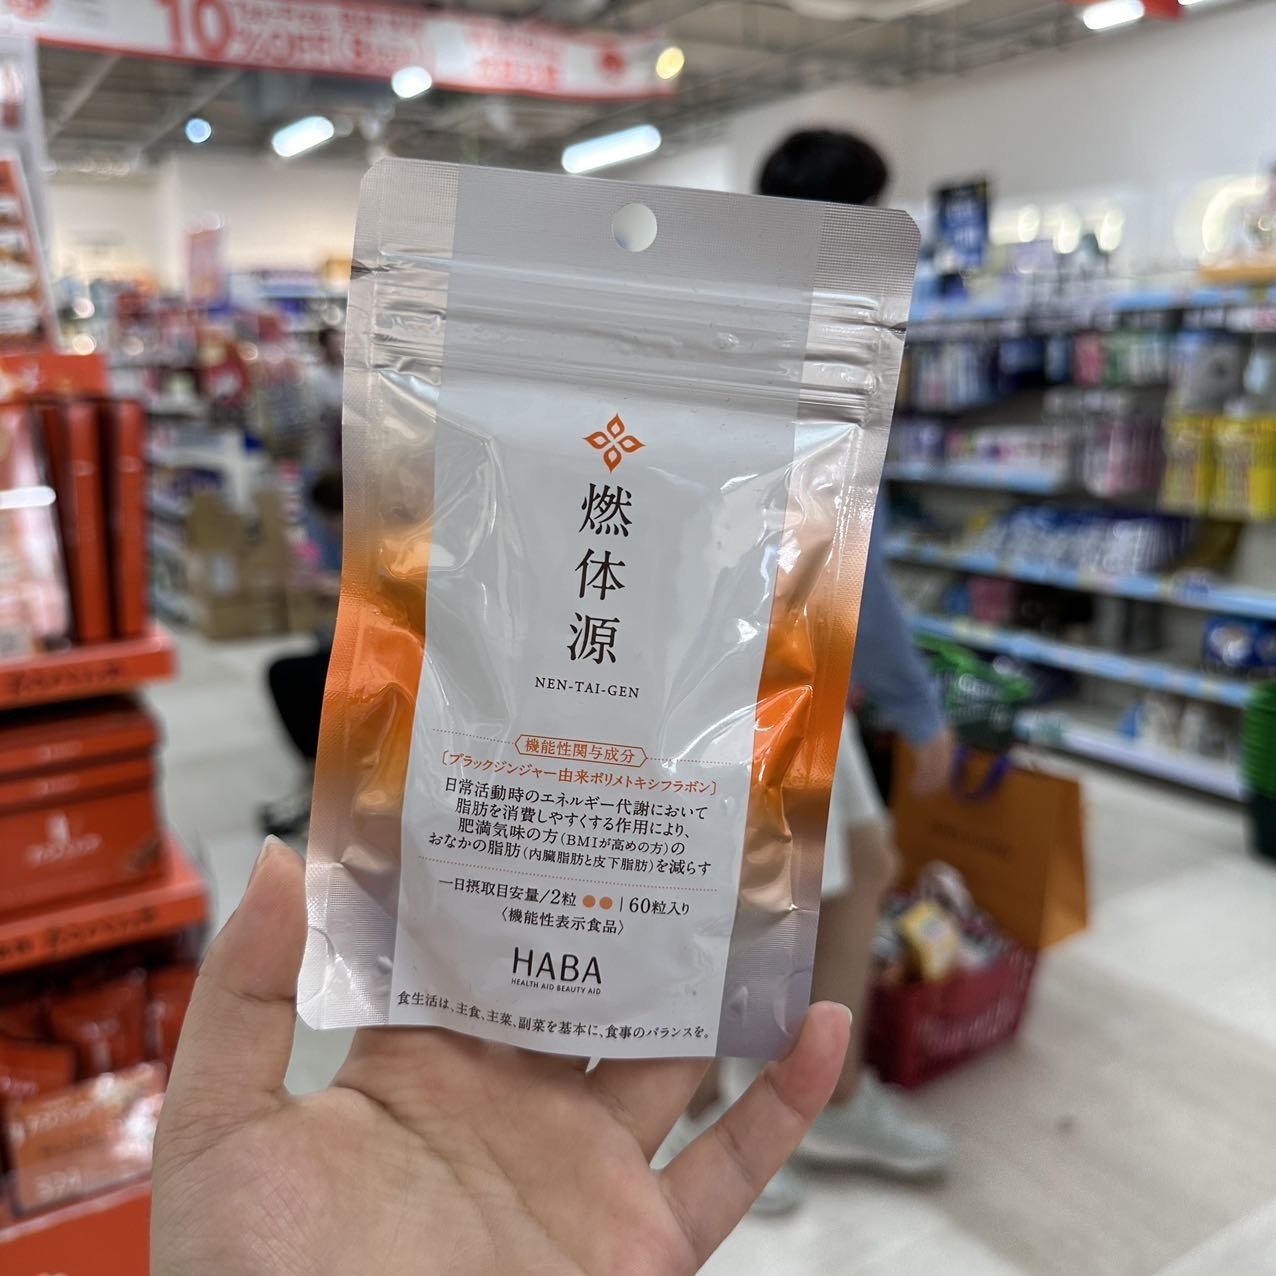 燃体源
NEN-TAI-GEN
機能性関与成分
〔ブラックジンジャー由来ポリメトキシフラボン〕
日常活動時のエネルギー代謝において
脂肪を消費しやすくする作用により、
肥満気味の方(BMIが高めの方)の
おなかの脂肪(内臓脂肪と皮下脂肪)を減らす
一日摂取目安量/2粒 ●● | 60粒入り
〈機能性表示食品〉
HABA
HEALTH AID BEAUTY AID
食生活は、主食、主菜、副菜を基本に、食事のバランスを。
10